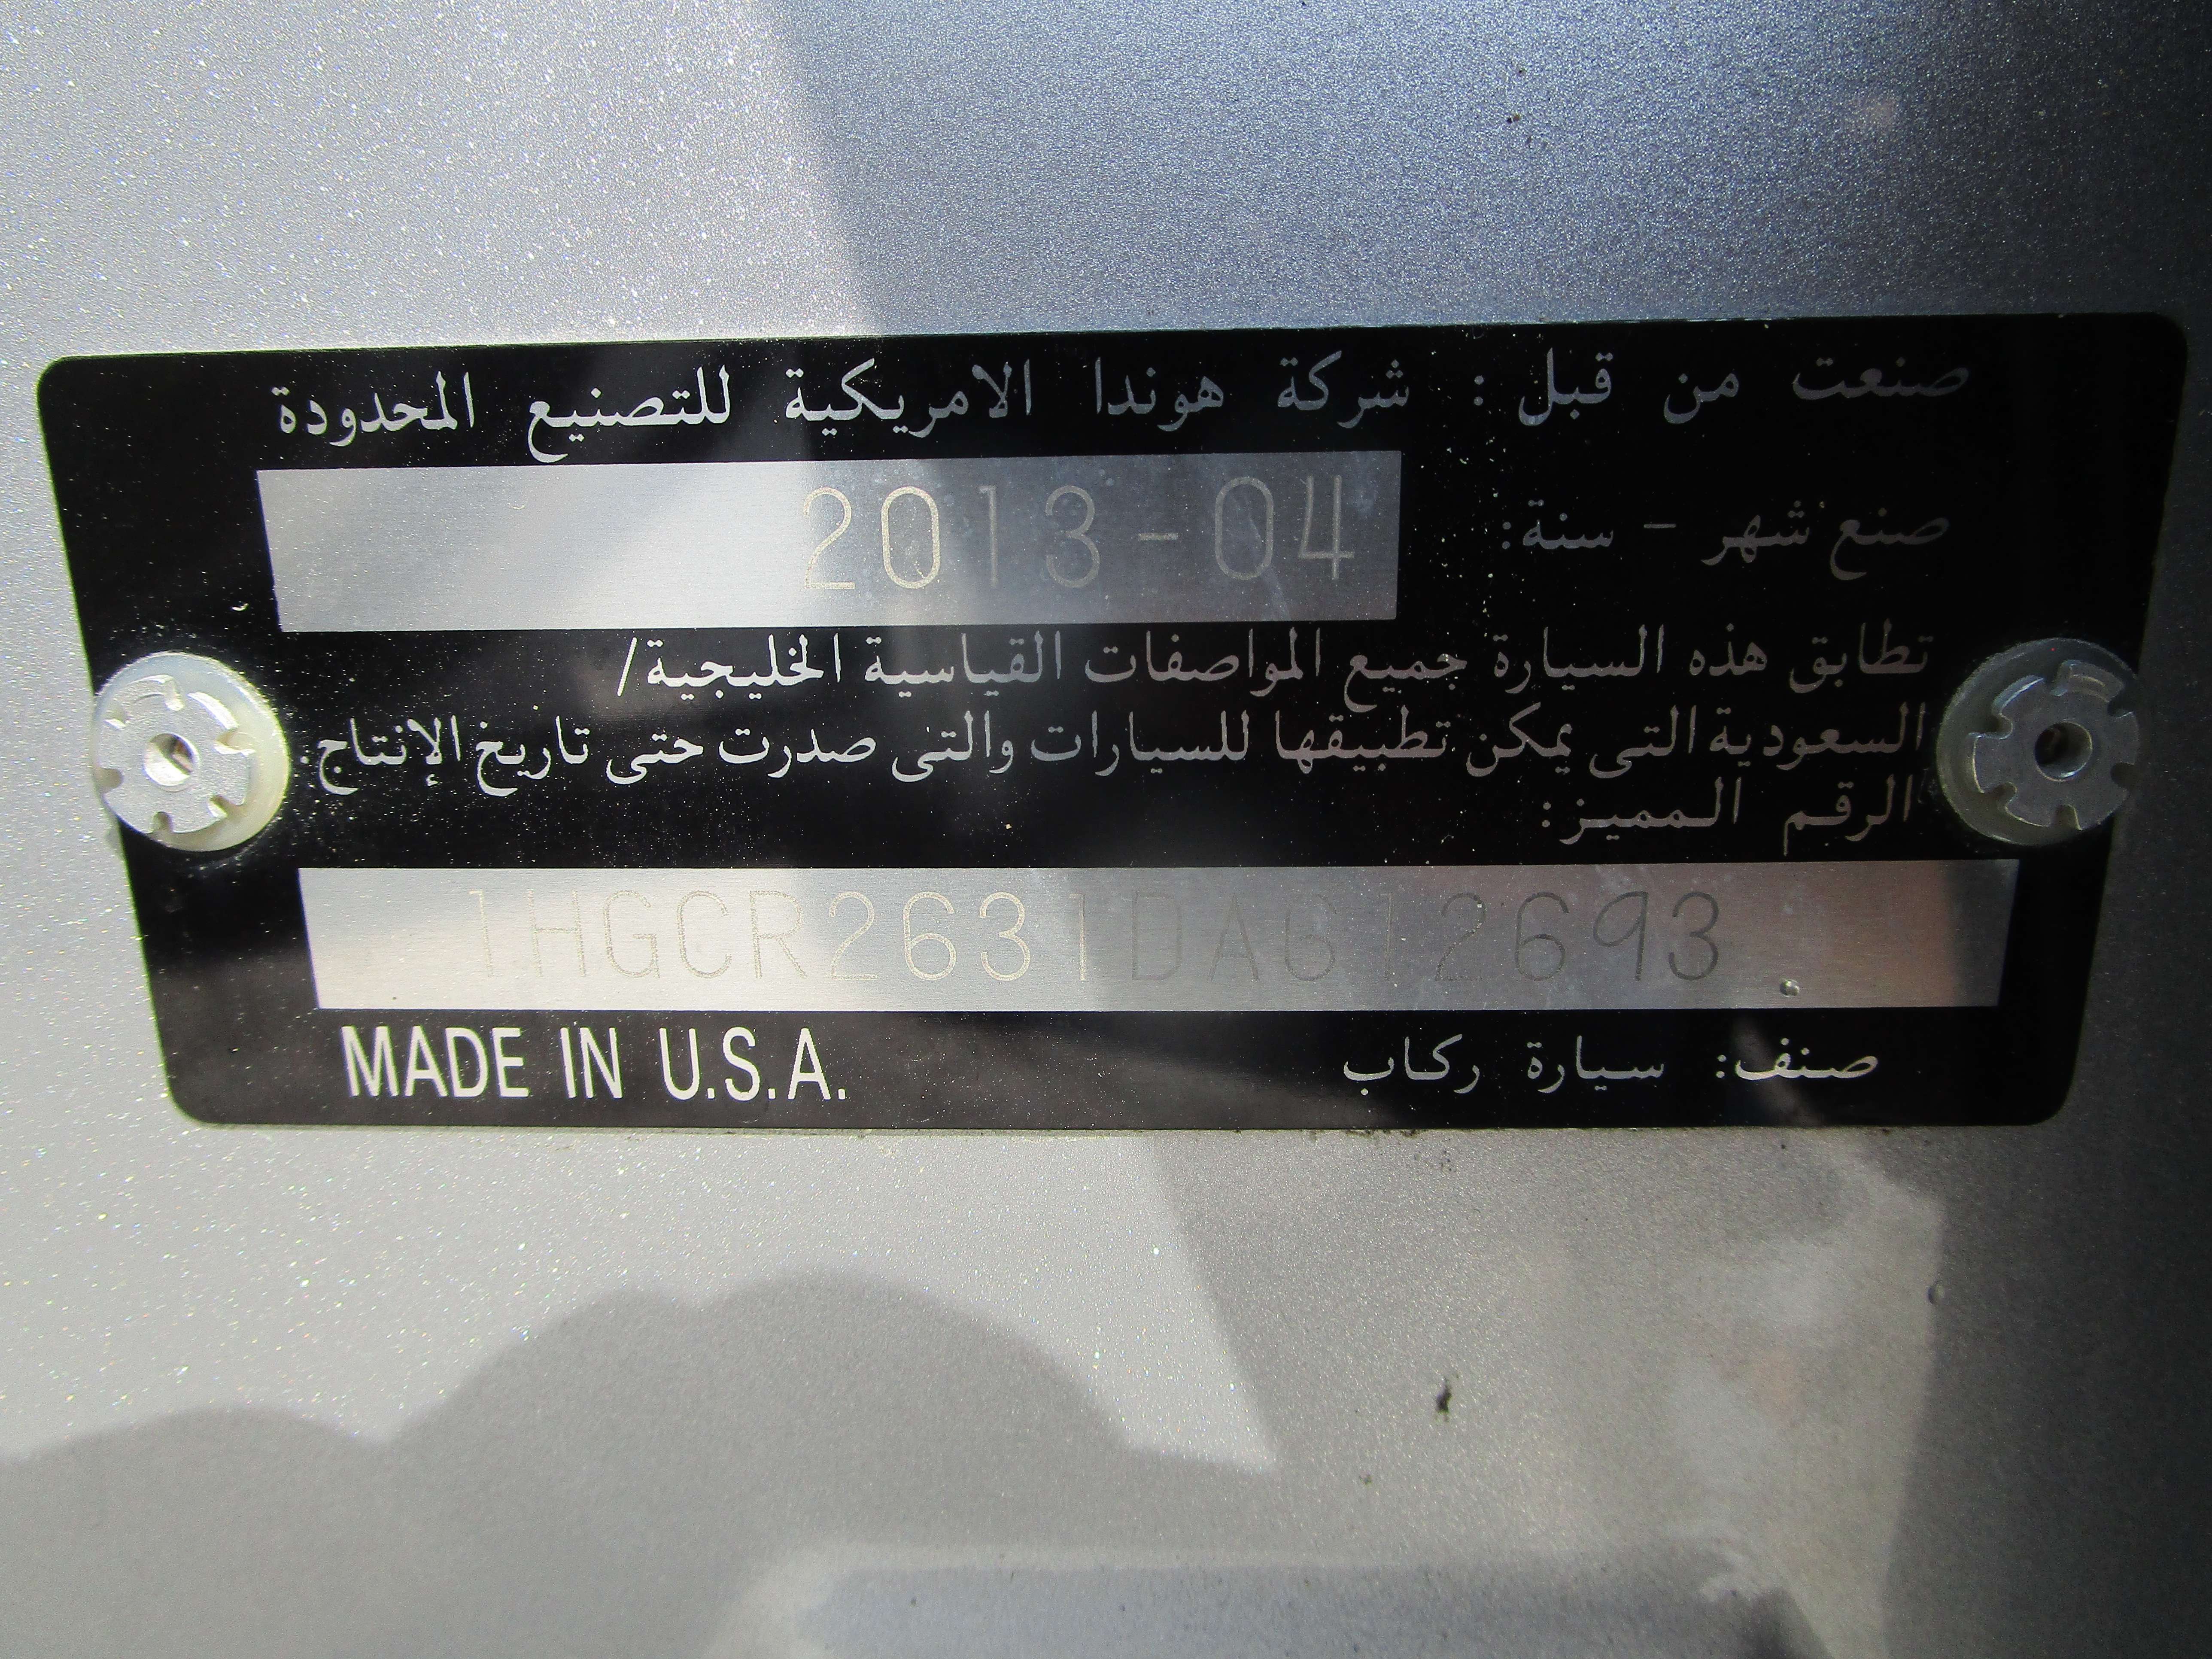 صنعت من قبل : شركة هوندا الامريكية للتصنيع المحدودة
صنع شهر - سنة: 2013-04
تطابق هذه السيارة جميع المواصفات القياسية الخليجية/
السعودية التى يمكن تطبيقها للسيارات والتى صدرت حتى تاريخ الإنتاج.
الرقم المميز:
1HGCR2631DA612693
صنف: سيارة ركاب
MADE IN U.S.A.